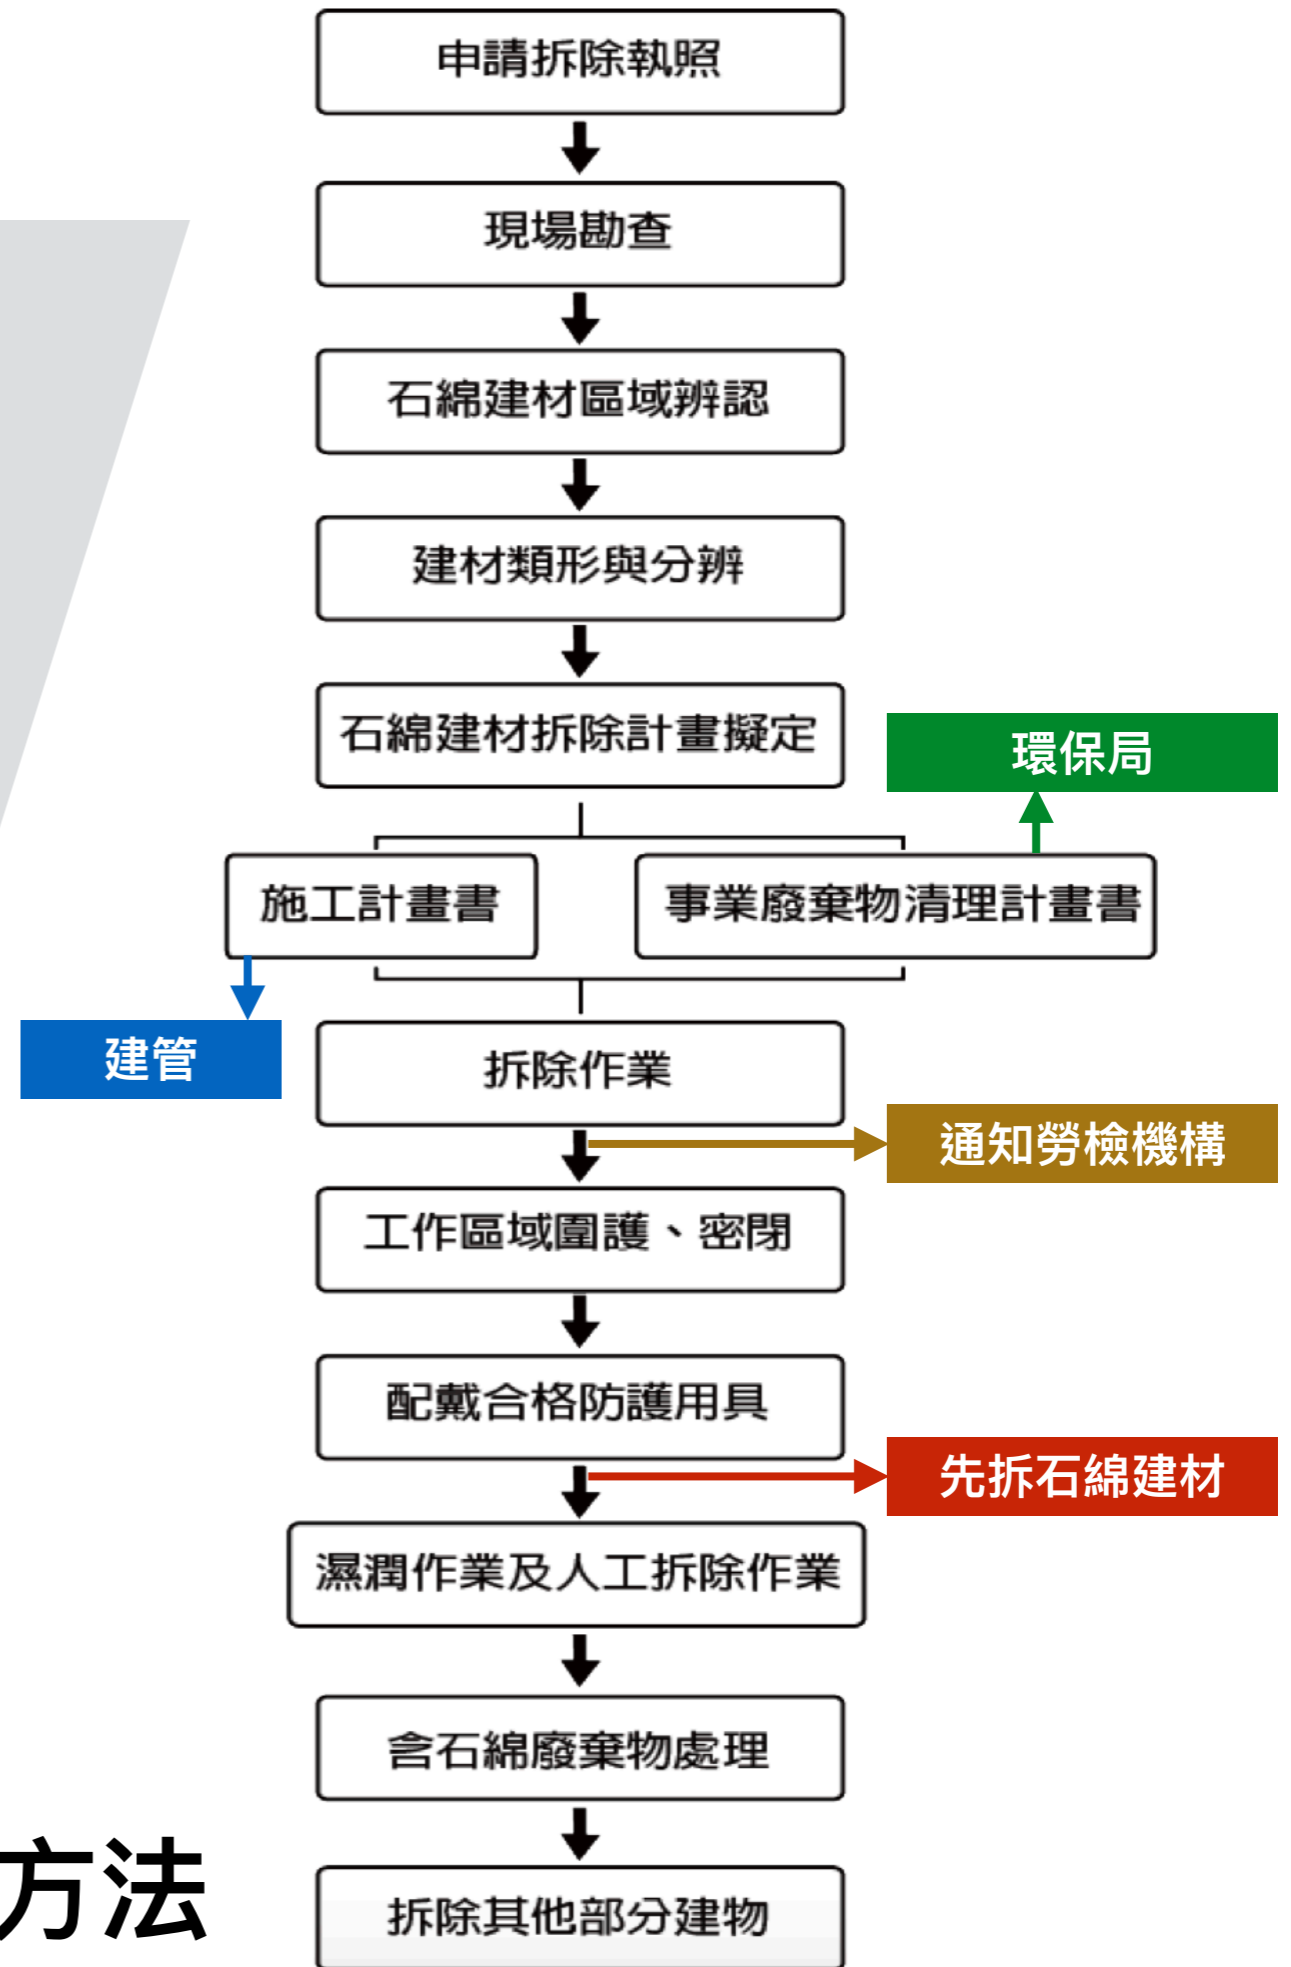 申請拆除執照
現場勘查
石綿建材區域辨認
建材類形與分辨
石綿建材拆除計畫擬定
環保局
施工計畫書
事業廢棄物清理計畫書
建管
拆除作業
通知勞檢機構
工作區域圍護、密閉
配戴合格防護用具
先拆石綿建材
濕潤作業及人工拆除作業
含石綿廢棄物處理
方法
拆除其他部分建物